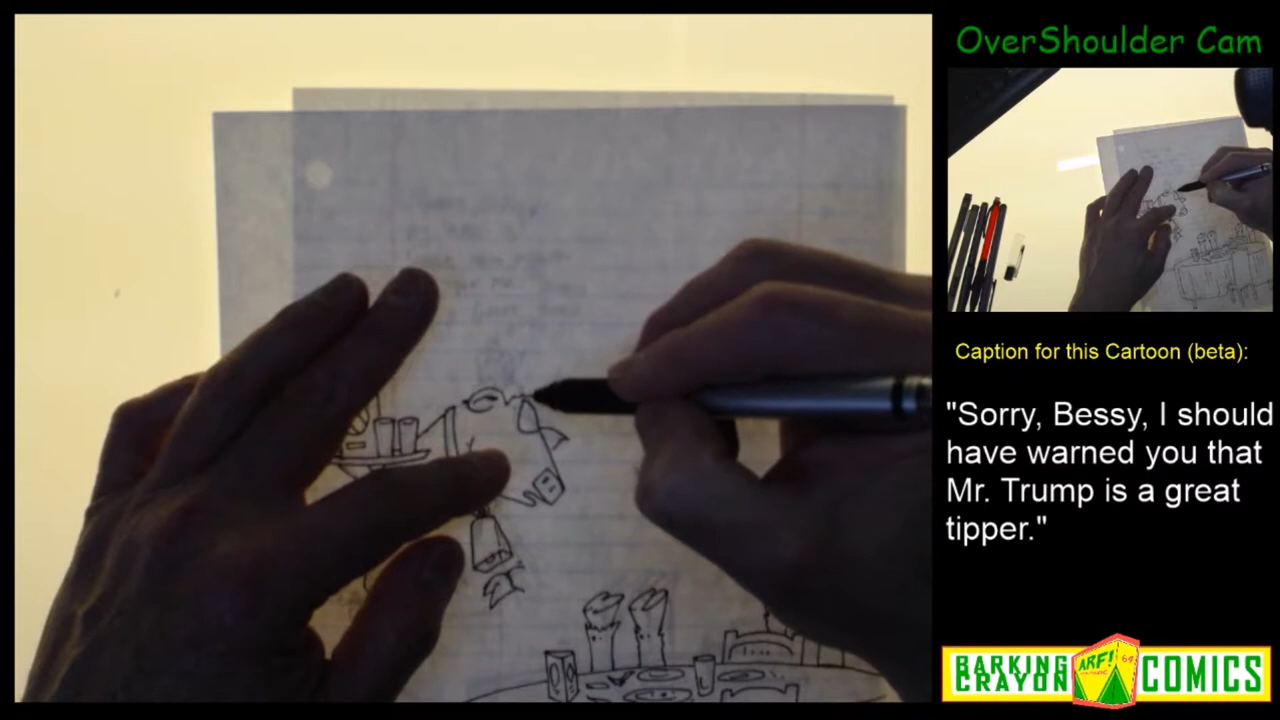 OverShoulder Cam
Caption for this Cartoon (beta):
"Sorry, Bessy, I should
have warned you that
Mr. Trump is a great
tipper."
BARKING
CRAYON
ARF!
64
COMICS